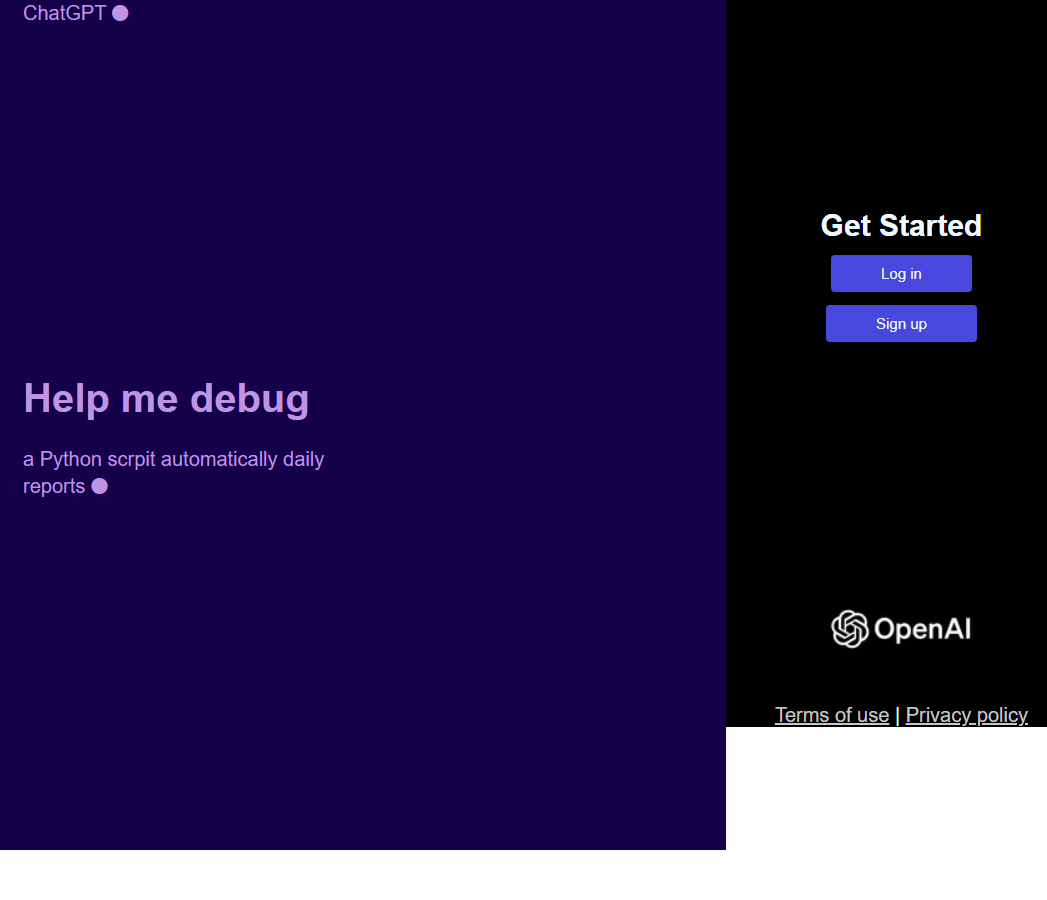 ChatGPT ●
Help me debug
a Python scrpit automatically daily
reports ●
Get Started
Log in
Sign up
OpenAI
Terms of use | Privacy policy